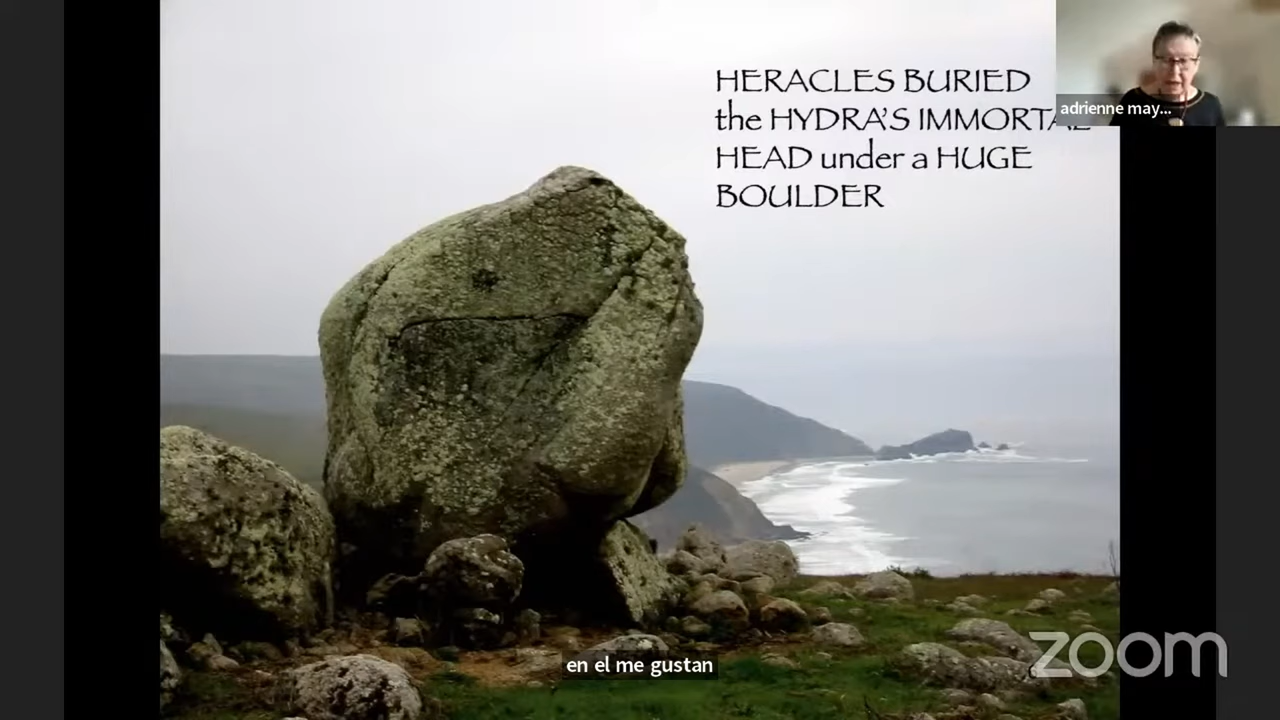 HERACLES BURIED
the HYDRA'S IMMORTAL
HEAD under a HUGE
BOULDER
adrienne may...
en el me gustan
zoom